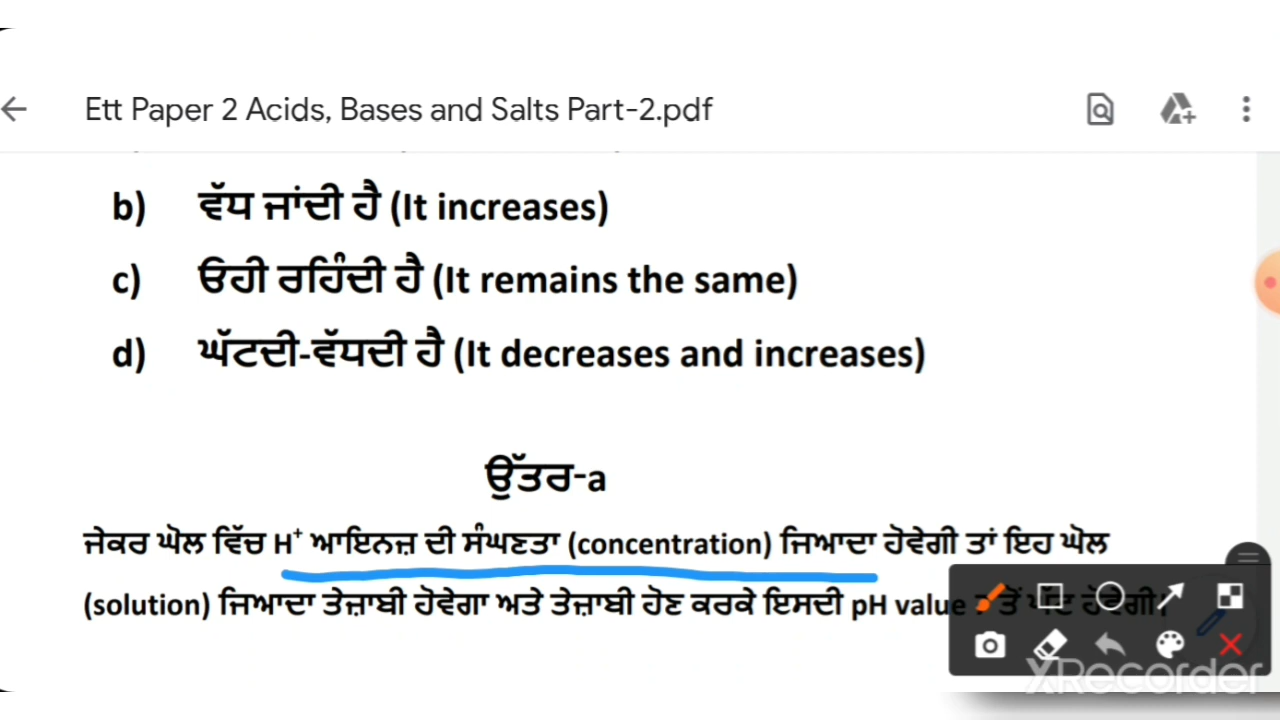 Ett Paper 2 Acids, Bases and Salts Part-2.pdf
b) ਵੱਧ ਜਾਂਦੀ ਹੈ (It increases)
c) ਓਹੀ ਰਹਿੰਦੀ ਹੈ (It remains the same)
d) ਘੱਟਦੀ-ਵੱਧਦੀ ਹੈ (It decreases and increases)
ਉੱਤਰ-a
ਜੇਕਰ ਘੋਲ ਵਿੱਚ H⁺ ਆਇਨਜ਼ ਦੀ ਸੰਘਣਤਾ (concentration) ਜਿਆਦਾ ਹੋਵੇਗੀ ਤਾਂ ਇਹ ਘੋਲ
(solution) ਜਿਆਦਾ ਤੇਜ਼ਾਬੀ ਹੋਵੇਗਾ ਅਤੇ ਤੇਜ਼ਾਬੀ ਹੋਣ ਕਰਕੇ ਇਸਦੀ pH value
XRecorder